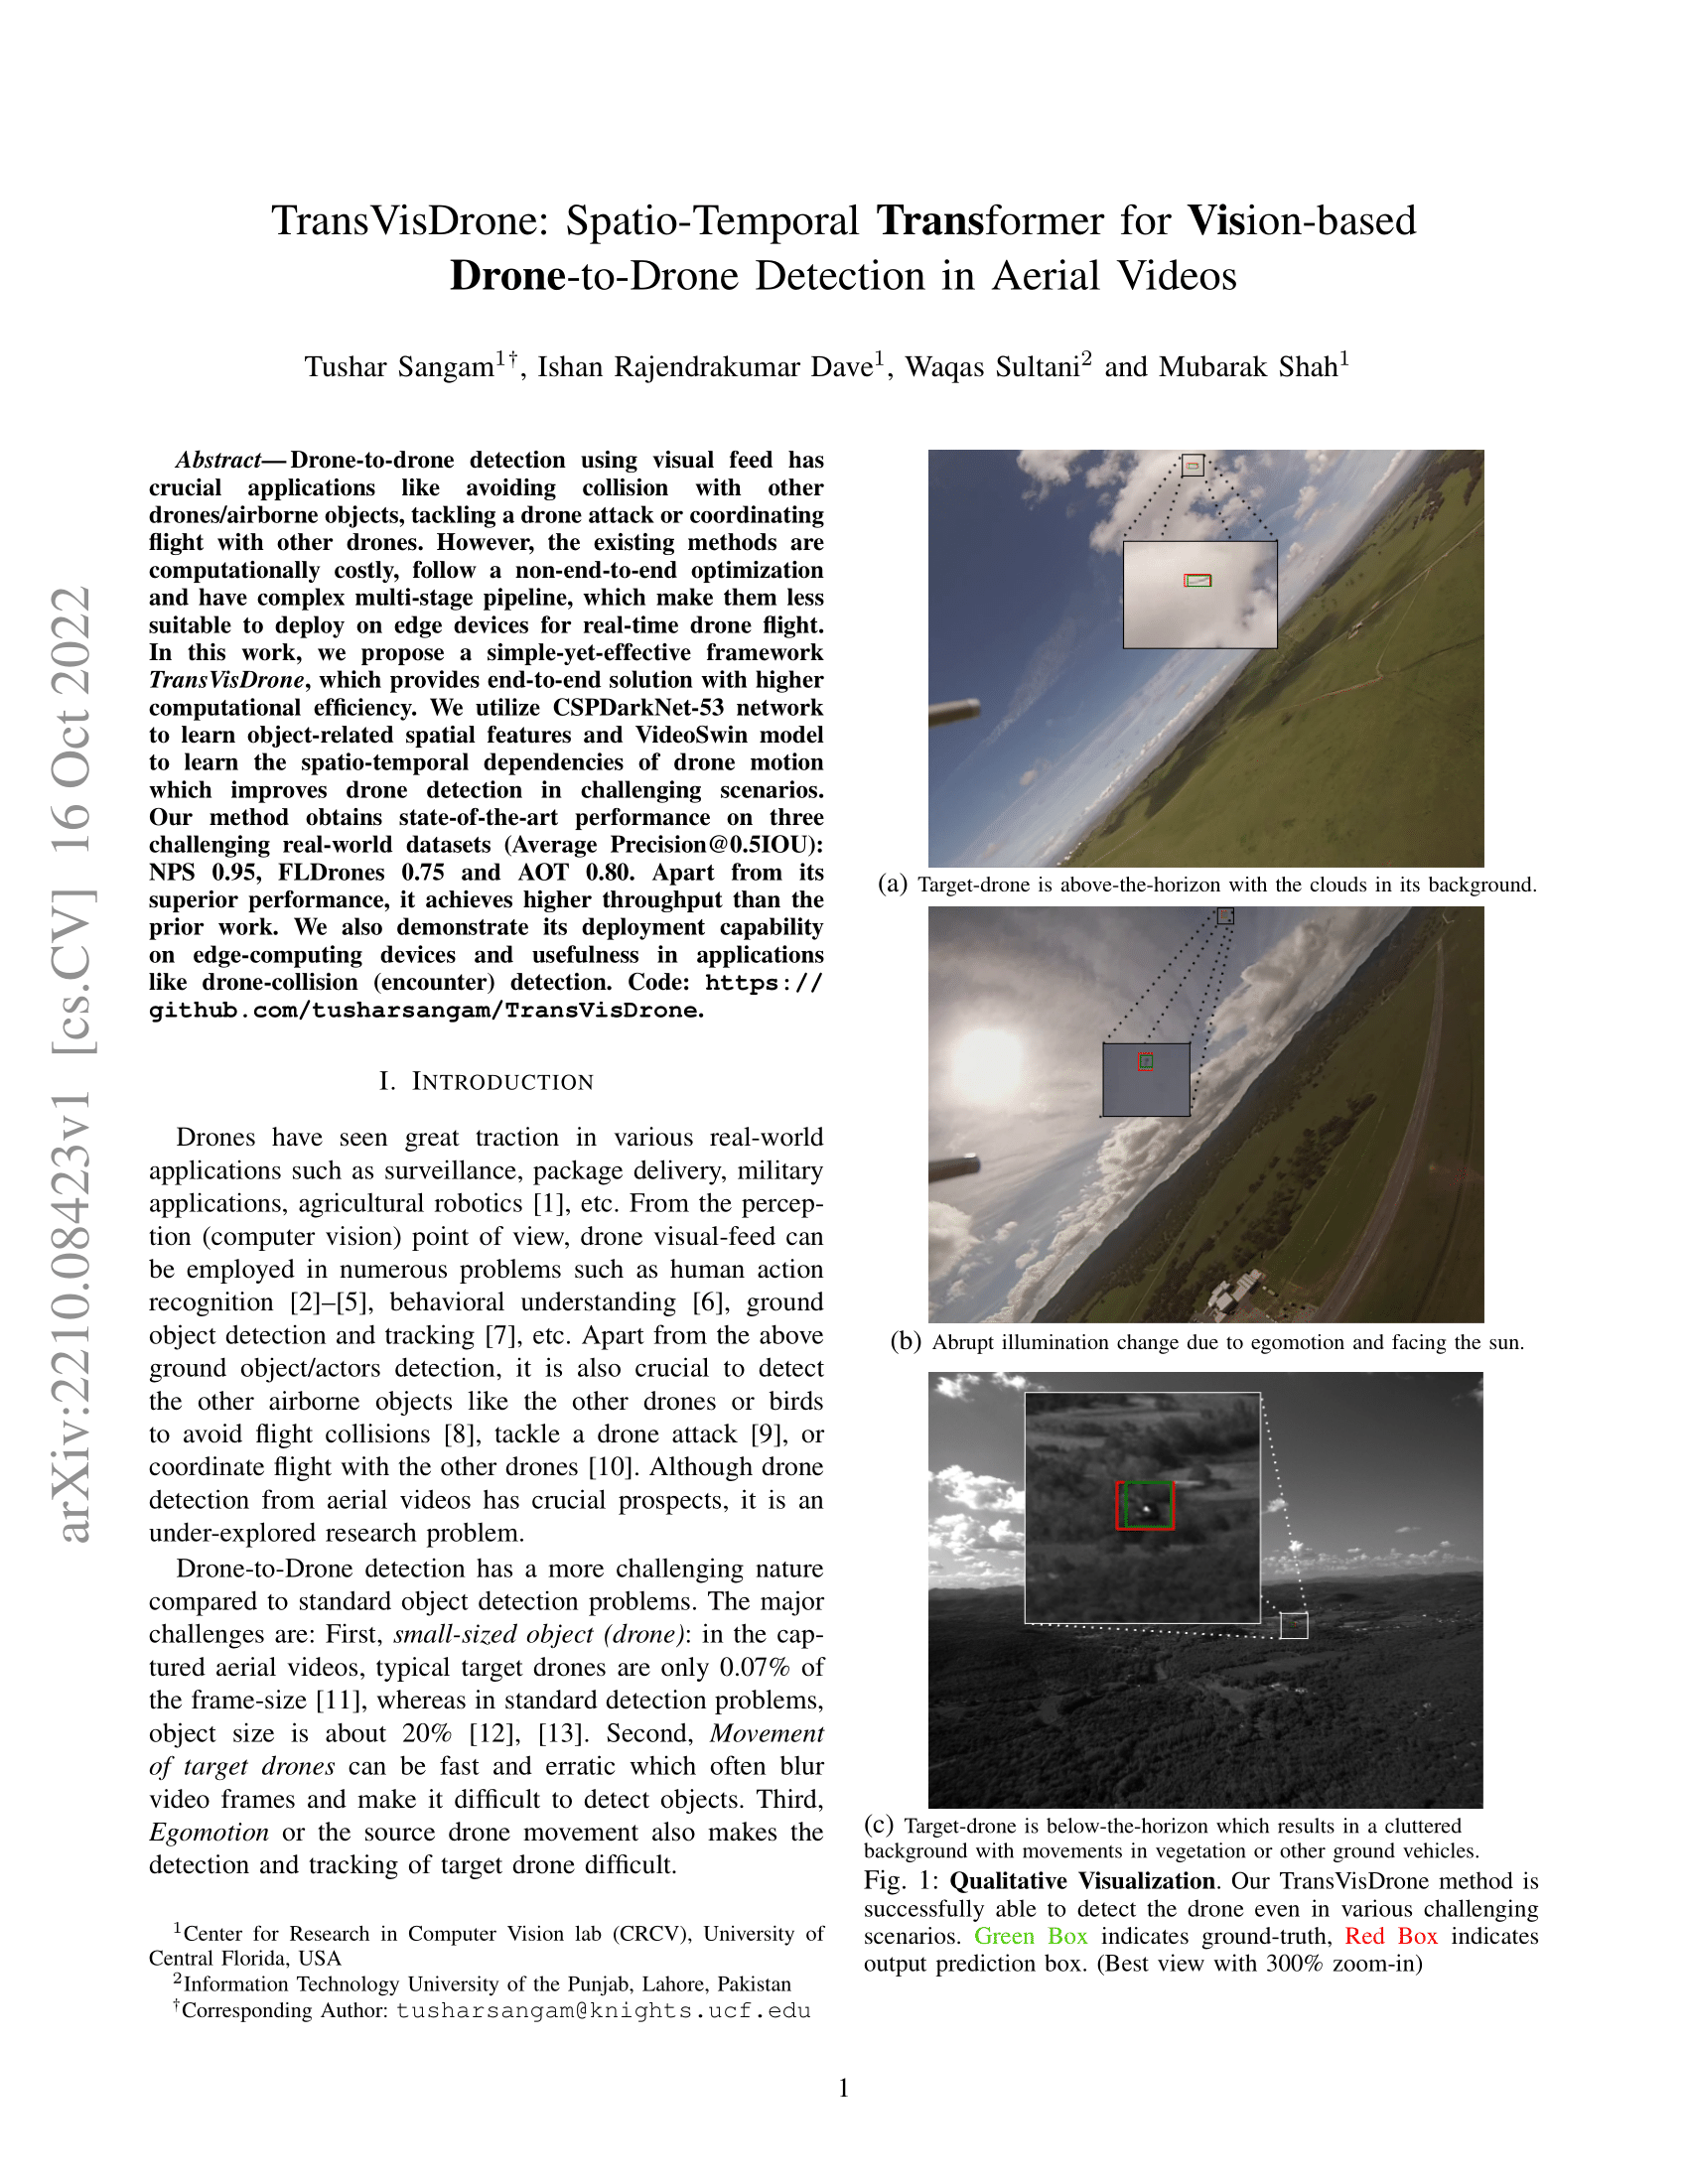 TransVisDrone: Spatio-Temporal Transformer for Vision-based
Drone-to-Drone Detection in Aerial Videos
Tushar Sangam1†, Ishan Rajendrakumar Dave1, Waqas Sultani2 and Mubarak Shah1
arXiv:2210.08423v1 [cs.CV] 16 Oct 2022
Abstract—Drone-to-drone detection using visual feed has
crucial applications like avoiding collision with other
drones/airborne objects, tackling a drone attack or coordinating
flight with other drones. However, the existing methods are
computationally costly, follow a non-end-to-end optimization
and have complex multi-stage pipeline, which make them less
suitable to deploy on edge devices for real-time drone flight.
In this work, we propose a simple-yet-effective framework
TransVisDrone, which provides end-to-end solution with higher
computational efficiency. We utilize CSPDarkNet-53 network
to learn object-related spatial features and VideoSwin model
to learn the spatio-temporal dependencies of drone motion
which improves drone detection in challenging scenarios.
Our method obtains state-of-the-art performance on three
challenging real-world datasets (Average Precision@0.5IOU):
NPS 0.95, FLDrones 0.75 and AOT 0.80. Apart from its
superior performance, it achieves higher throughput than the
prior work. We also demonstrate its deployment capability
on edge-computing devices and usefulness in applications
like drone-collision (encounter) detection. Code: https://
github.com/tusharsangam/TransVisDrone.
I. INTRODUCTION
Drones have seen great traction in various real-world
applications such as surveillance, package delivery, military
applications, agricultural robotics [1], etc. From the percep-
tion (computer vision) point of view, drone visual-feed can
be employed in numerous problems such as human action
recognition [2]–[5], behavioral understanding [6], ground
object detection and tracking [7], etc. Apart from the above
ground object/actors detection, it is also crucial to detect
the other airborne objects like the other drones or birds
to avoid flight collisions [8], tackle a drone attack [9], or
coordinate flight with the other drones [10]. Although drone
detection from aerial videos has crucial prospects, it is an
under-explored research problem.
Drone-to-Drone detection has a more challenging nature
compared to standard object detection problems. The major
challenges are: First, small-sized object (drone): in the cap-
tured aerial videos, typical target drones are only 0.07% of
the frame-size [11], whereas in standard detection problems,
object size is about 20% [12], [13]. Second, Movement
of target drones can be fast and erratic which often blur
video frames and make it difficult to detect objects. Third,
Egomotion or the source drone movement also makes the
detection and tracking of target drone difficult.
1Center for Research in Computer Vision lab (CRCV), University of
Central Florida, USA
2Information Technology University of the Punjab, Lahore, Pakistan
†Corresponding Author: tusharsangam@knights.ucf.edu
(a) Target-drone is above-the-horizon with the clouds in its background.
(b) Abrupt illumination change due to egomotion and facing the sun.
(c) Target-drone is below-the-horizon which results in a cluttered
background with movements in vegetation or other ground vehicles.
Fig. 1: Qualitative Visualization. Our TransVisDrone method is
successfully able to detect the drone even in various challenging
scenarios. Green Box indicates ground-truth, Red Box indicates
output prediction box. (Best view with 300% zoom-in)
1